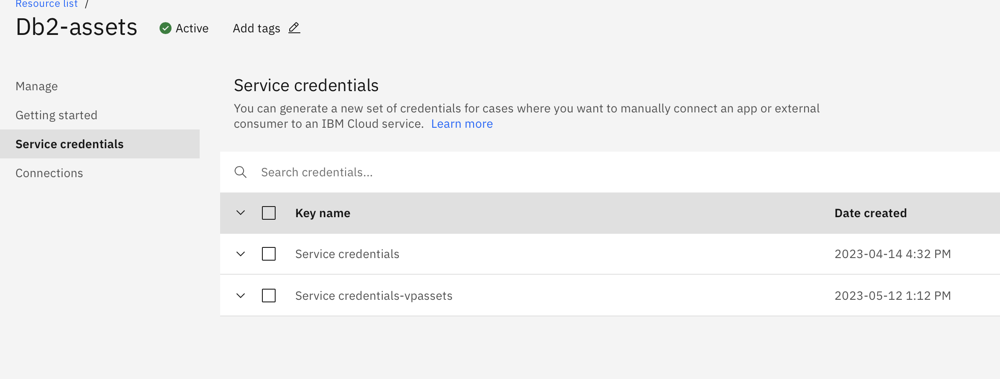 Resource list /
Db2-assets
Active
Add tags
Manage
Getting started
Service credentials
Connections
Service credentials
You can generate a new set of credentials for cases where you want to manually connect an app or external
consumer to an IBM Cloud service. Learn more
Search credentials...
Key name Date created
Service credentials 2023-04-14 4:32 PM
Service credentials-vpassets 2023-05-12 1:12 PM